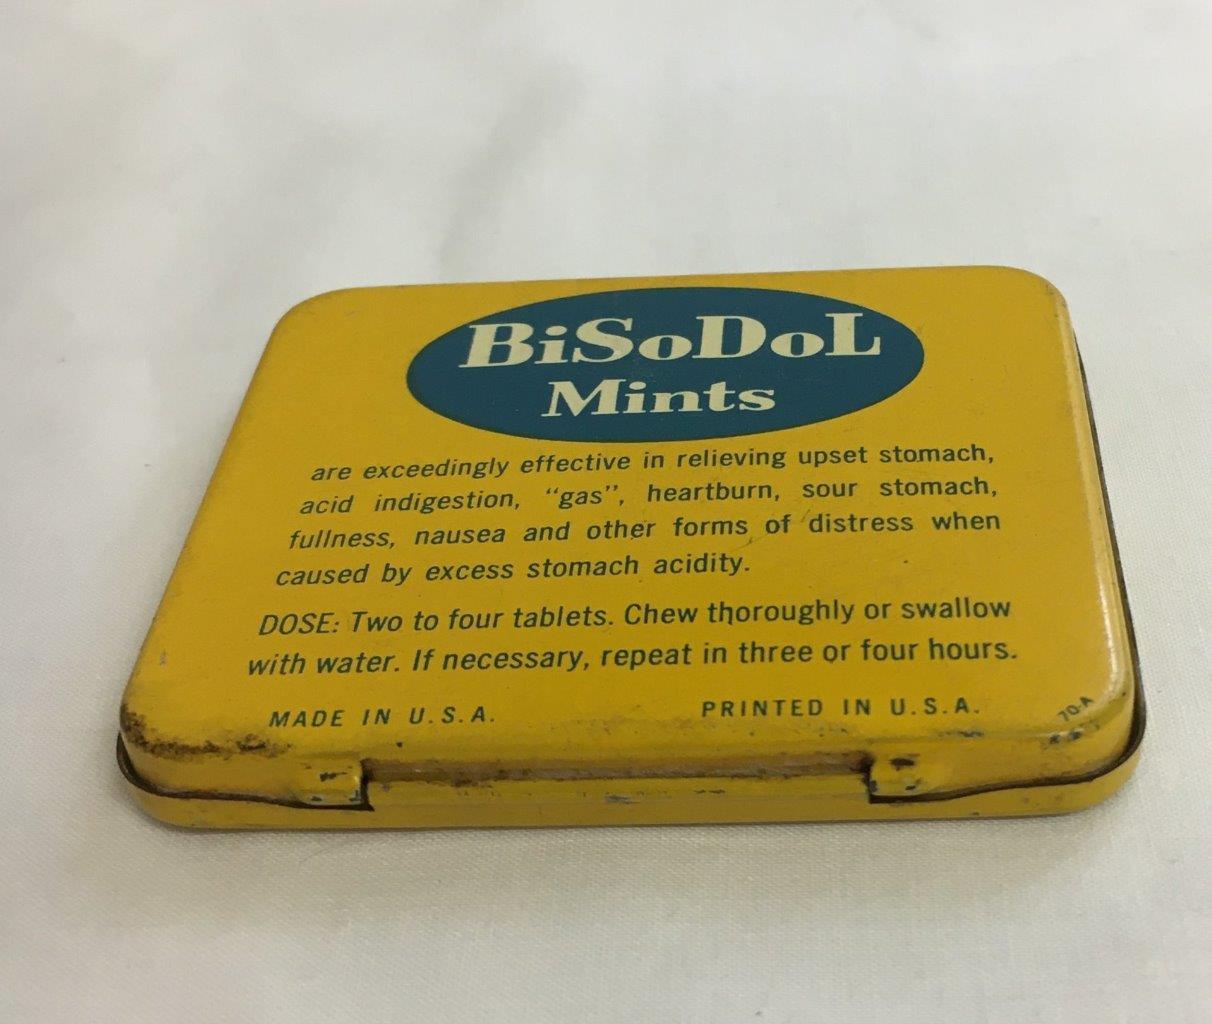 BiSoDoL
Mints
are exceedingly effective in relieving upset stomach,
acid indigestion, "gas", heartburn, sour stomach,
fullness, nausea and other forms of distress when
caused by excess stomach acidity.
DOSE: Two to four tablets. Chew thoroughly or swallow
with water. If necessary, repeat in three or four hours.
MADE IN U.S.A. PRINTED IN U.S.A. 70-A